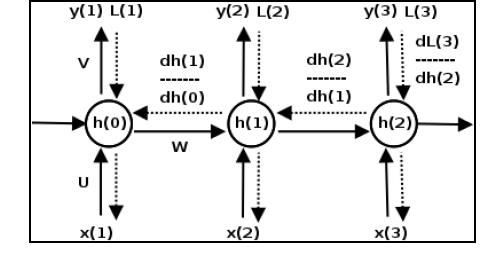 y(1) L(1) y(2) L(2) y(3) L(3)
V dh(1) dh(2) dL(3)
------- ------- -------
dh(0) dh(1) dh(2)
h(0) h(1) h(2)
W
U
x(1) x(2) x(3)